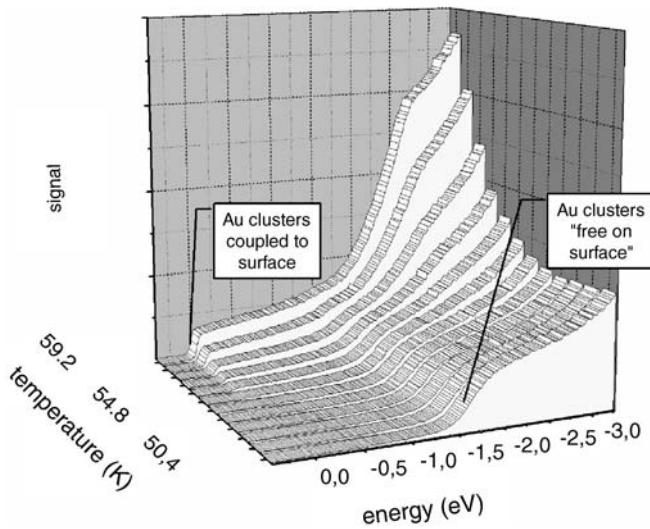 signal
Au clusters
coupled to
surface
Au clusters
"free on
surface"
59.2
54.8
50,4
temperature (K)
0,0 -0,5 -1,0 -1,5 -2,0 -2,5 -3,0
energy (eV)